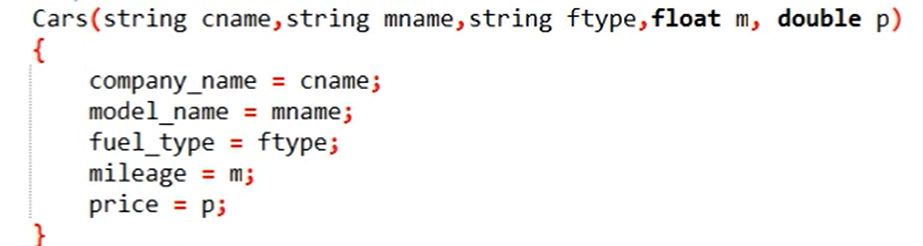 Cars(string cname,string mname,string ftype,float m, double p)
{
company_name = cname;
model_name = mname;
fuel_type = ftype;
mileage = m;
price = p;
}